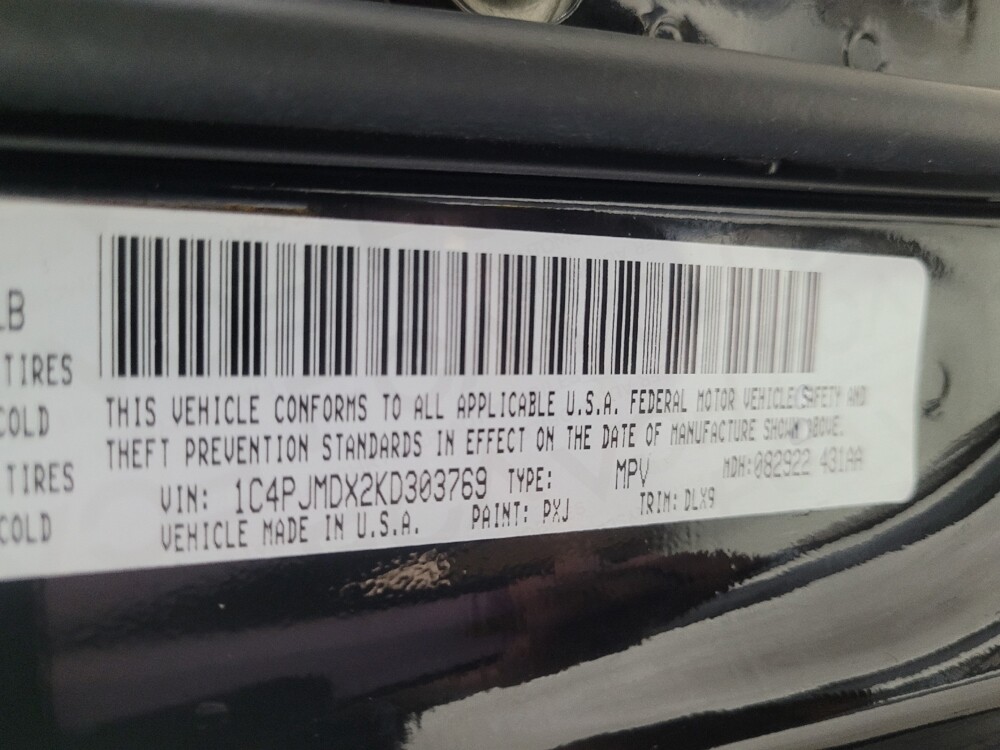 LB
TIRES
COLD
TIRES
COLD
THIS VEHICLE CONFORMS TO ALL APPLICABLE U.S.A. FEDERAL MOTOR VEHICLE SAFETY AND
THEFT PREVENTION STANDARDS IN EFFECT ON THE DATE OF MANUFACTURE SHOWN ABOVE.
VIN: 1C4PJMDX2KD303769 TYPE: MPV MDH:082922 431AA
VEHICLE MADE IN U.S.A. PAINT: PXJ TRIM: DLX9